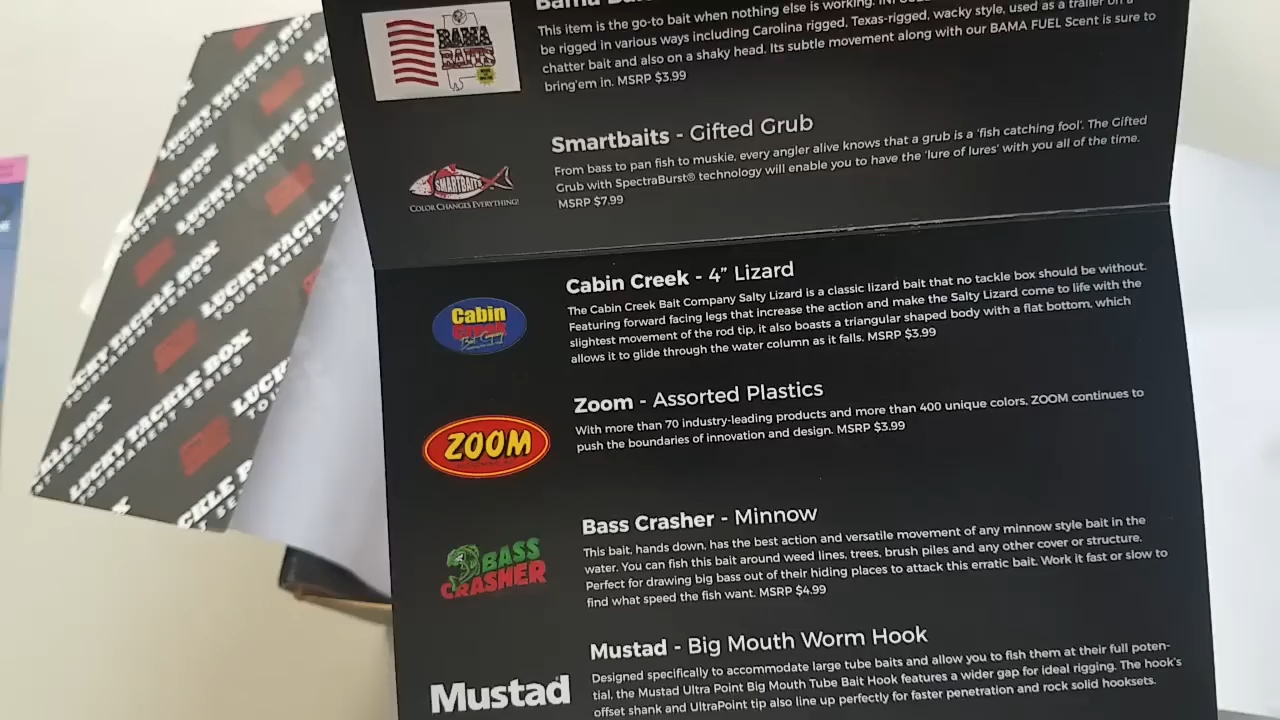 Bama
This item is the go-to bait when nothing else is working.
be rigged in various ways including Carolina rigged, Texas-rigged, wacky style, used as a trailer on a
chatter bait and also on a shaky head. Its subtle movement along with our BAMA FUEL Scent is sure to
bring'em in. MSRP $3.99
BAMA
BAITS
Smartbaits - Gifted Grub
From bass to pan fish to muskie, every angler alive knows that a grub is a 'fish catching fool'. The Gifted
Grub with SpectraBurst® technology will enable you to have the 'lure of lures' with you all of the time.
MSRP $7.99
SMARTBAITS
COLOR CHANGES EVERYTHING!
Cabin Creek - 4" Lizard
The Cabin Creek Bait Company Salty Lizard is a classic lizard bait that no tackle box should be without.
Featuring forward facing legs that increase the action and make the Salty Lizard come to life with the
slightest movement of the rod tip, it also boasts a triangular shaped body with a flat bottom, which
allows it to glide through the water column as it falls. MSRP $3.99
Cabin
Creek
Bait Company
Zoom - Assorted Plastics
With more than 70 industry-leading products and more than 400 unique colors, ZOOM continues to
push the boundaries of innovation and design. MSRP $3.99
ZOOM
Bass Crasher - Minnow
This bait, hands down, has the best action and versatile movement of any minnow style bait in the
water. You can fish this bait around weed lines, trees, brush piles and any other cover or structure.
Perfect for drawing big bass out of their hiding places to attack this erratic bait. Work it fast or slow to
find what speed the fish want. MSRP $4.99
BASS
CRASHER
Mustad - Big Mouth Worm Hook
Designed specifically to accommodate large tube baits and allow you to fish them at their full poten-
tial, the Mustad Ultra Point Big Mouth Tube Bait Hook features a wider gap for ideal rigging. The hook's
offset shank and UltraPoint tip also line up perfectly for faster penetration and rock solid hooksets.
Mustad
LUCKY TACKLE BOX
TOURNAMENT SERIES
LUCKY TACKLE BOX
TOURNAMENT SERIES
LUCKY TACKLE BOX
TOURNAMENT SERIES